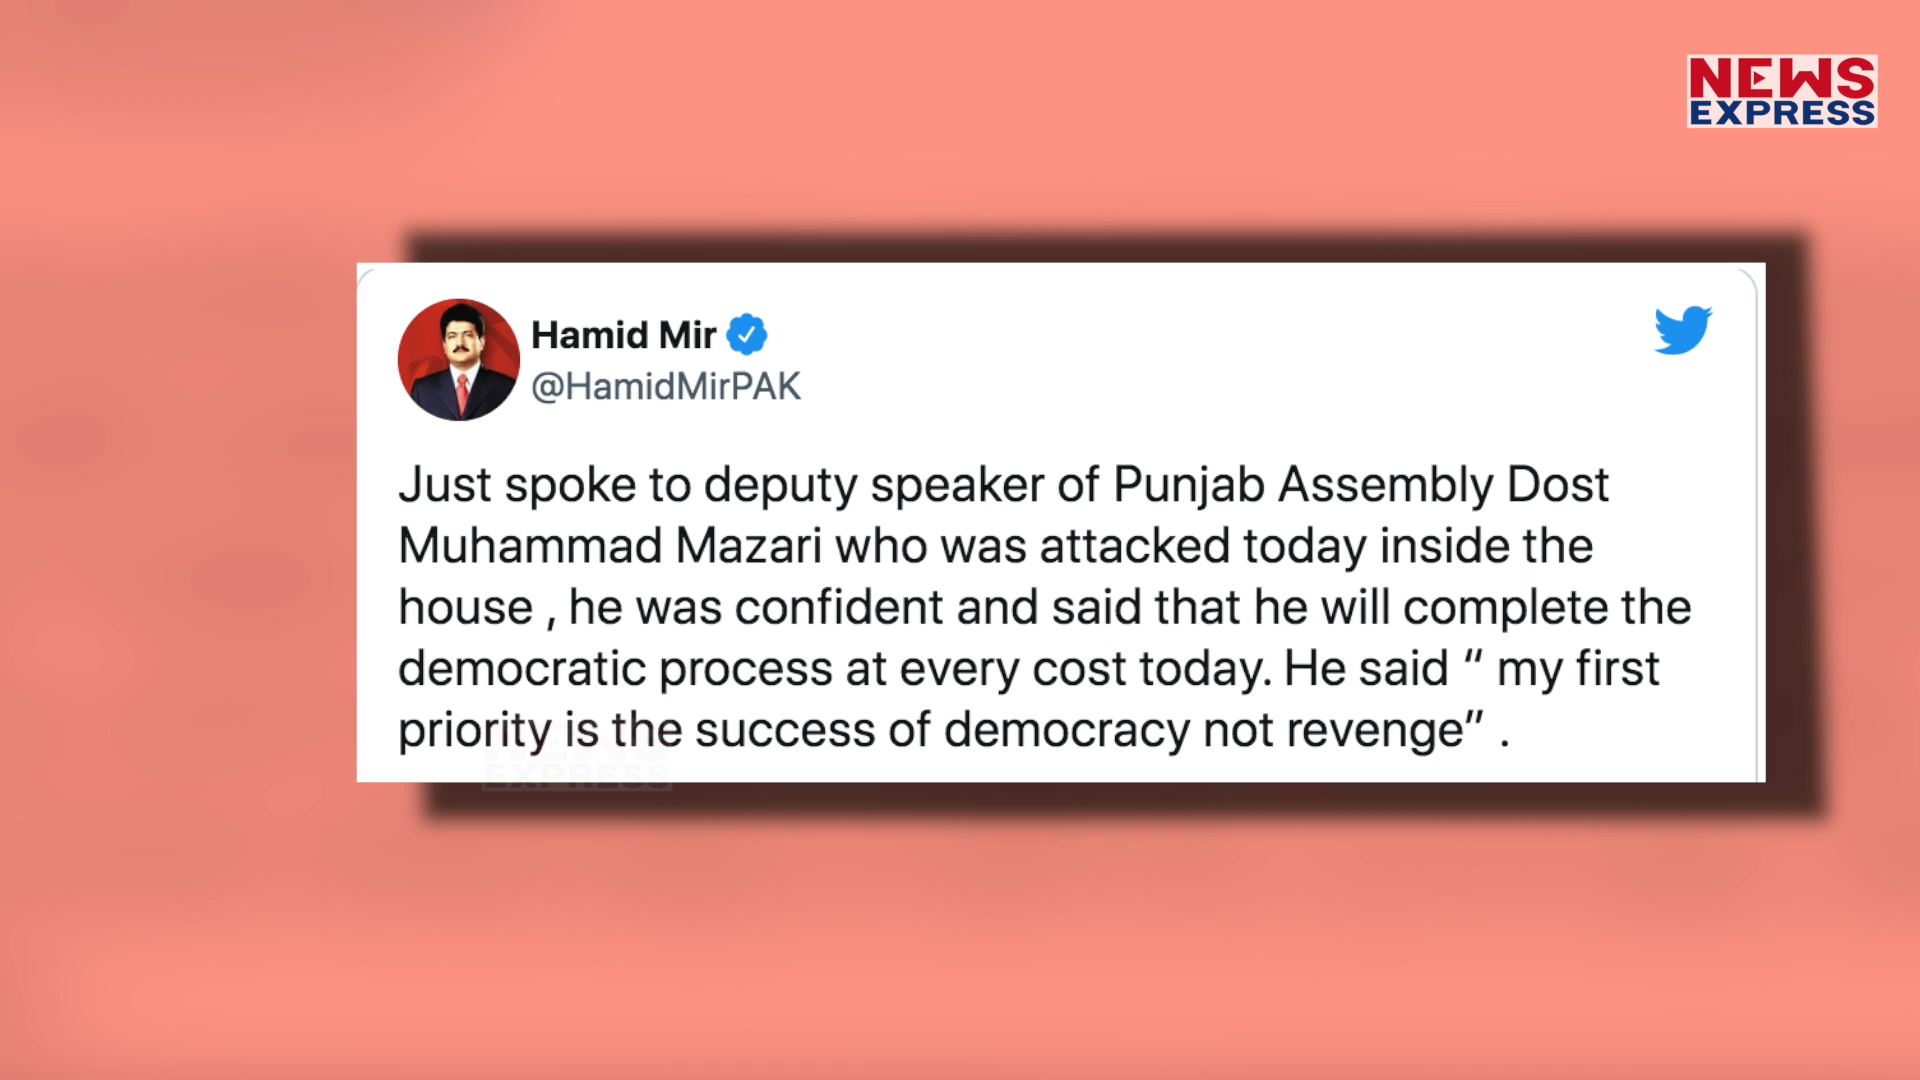 NEWS
EXPRESS
Hamid Mir
@HamidMirPAK
Just spoke to deputy speaker of Punjab Assembly Dost
Muhammad Mazari who was attacked today inside the
house , he was confident and said that he will complete the
democratic process at every cost today. He said “ my first
priority is the success of democracy not revenge” .
NEWS
EXPRESS